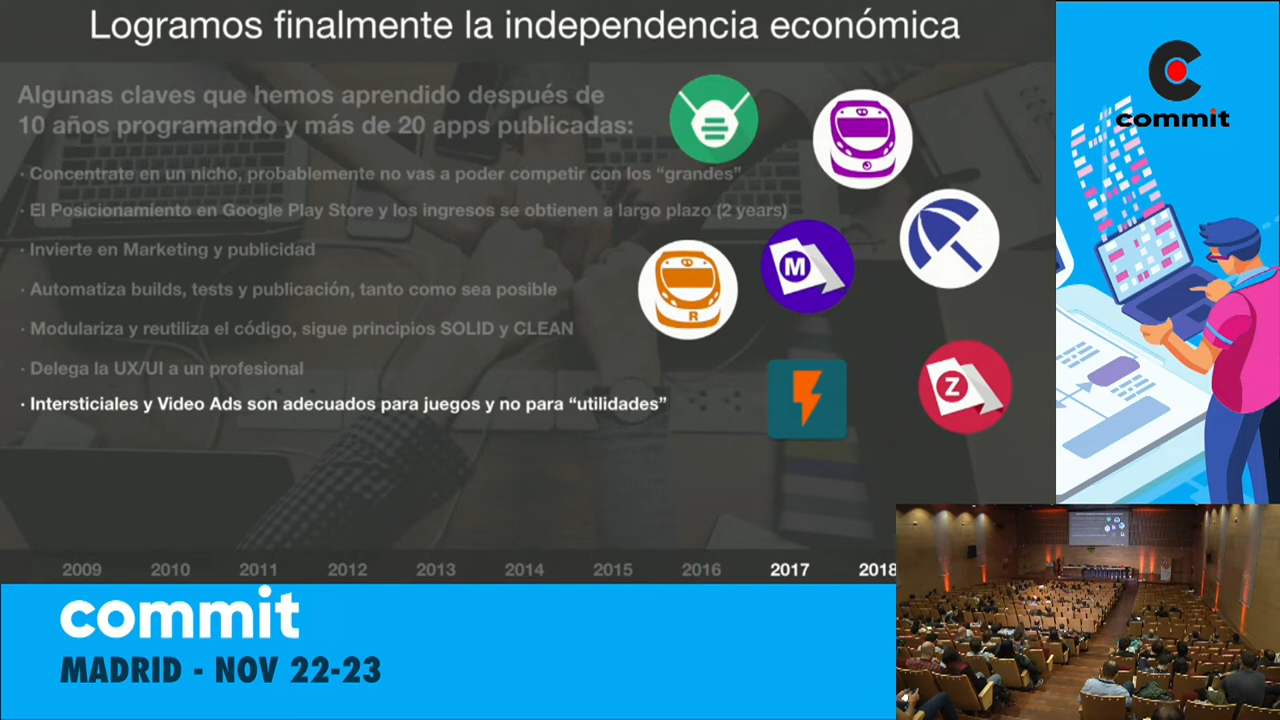 Logramos finalmente la independencia económica
Algunas claves que hemos aprendido después de
10 años programando y más de 20 apps publicadas:
· Concentrate en un nicho, probablemente no vas a poder competir con los “grandes”
· El Posicionamiento en Google Play Store y los ingresos se obtienen a largo plazo (2 years)
· Invierte en Marketing y publicidad
· Automatiza builds, tests y publicación, tanto como sea posible
· Modulariza y reutiliza el código, sigue principios SOLID y CLEAN
· Delega la UX/UI a un profesional
· Intersticiales y Video Ads son adecuados para juegos y no para “utilidades”
M
R
Z
2009 2010 2011 2012 2013 2014 2015 2016 2017 2018
commit
commit
MADRID - NOV 22-23